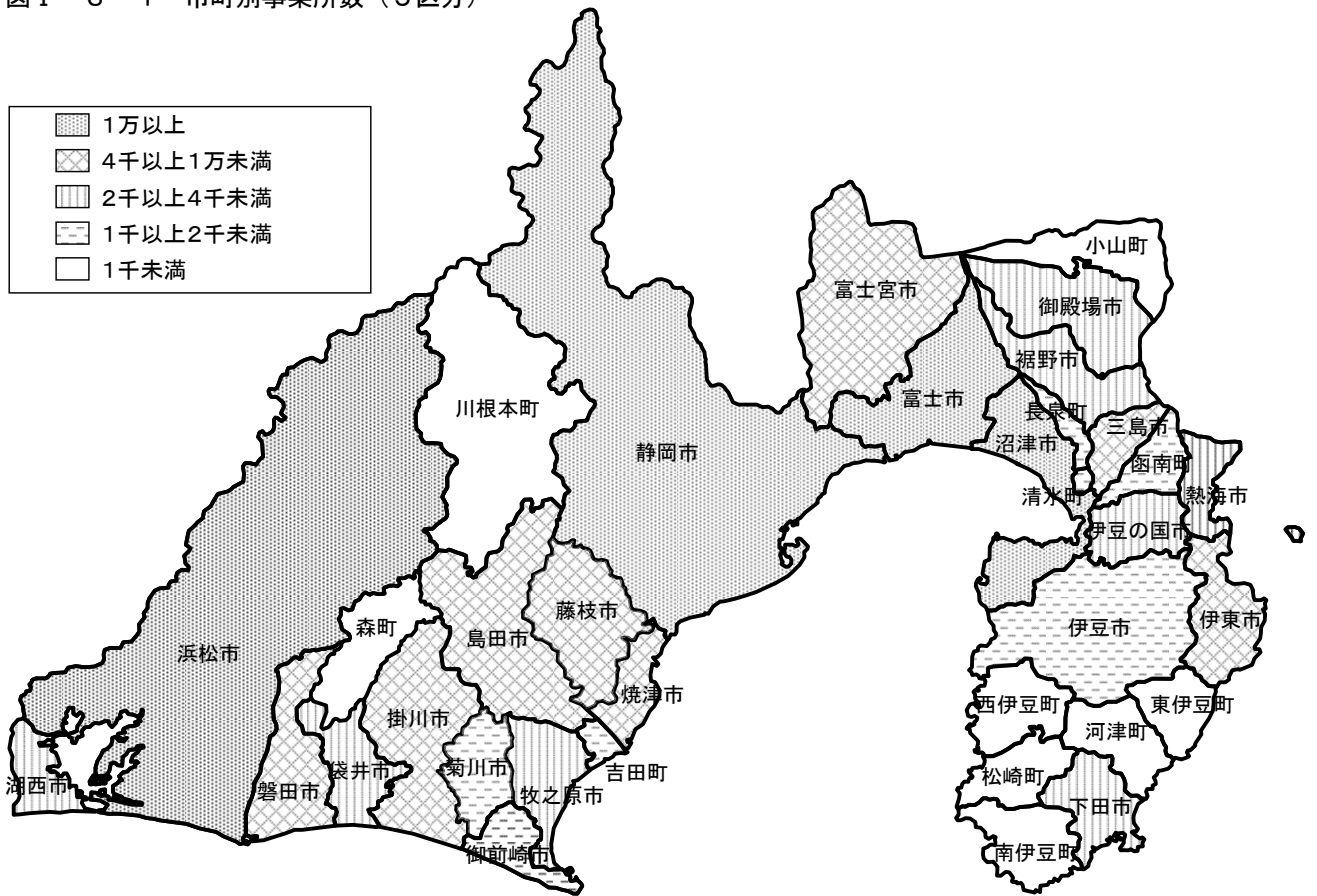 市町別事業所数
1万以上
4千以上1万未満
2千以上4千未満
1千以上2千未満
1千未満
小山町
富士宮市
御殿場市
裾野市
富士市
長泉町
川根本町
三島市
沼津市
静岡市
函南町
清水町
熱海市
伊豆の国市
藤枝市
伊東市
森町
伊豆市
島田市
浜松市
焼津市
西伊豆町
東伊豆町
掛川市
河津町
菊川市
袋井市
吉田町
松崎町
湖西市
磐田市
牧之原市
下田市
御前崎市
南伊豆町